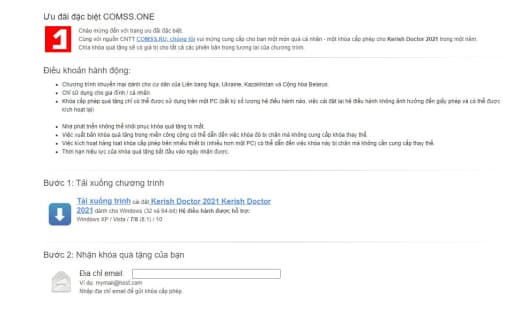 Ưu đãi đặc biệt COMSS.ONE
Chào mừng đến với trang ưu đãi đặc biệt.
Cùng với nguồn CNTT COMSS.RU, chúng tôi vui mừng cung cấp cho bạn một món quà cá nhân - một khóa cấp phép cho Kerish Doctor 2021 trong một năm.
Chìa khóa quà tặng sẽ có giá trị cho tất cả các phiên bản trong tương lai của chương trình.
Điều khoản hành động:
Chương trình khuyến mại dành cho cư dân của Liên bang Nga, Ukraine, Kazakhstan và Cộng hòa Belarus.
Chỉ sử dụng cho gia đình / cá nhân.
Khóa cấp phép quà tặng chỉ có thể được sử dụng trên một PC (bất kỳ số lượng hệ điều hành nào, việc cài đặt lại hệ điều hành không ảnh hưởng đến giấy phép và có thể được
kích hoạt lại)
Nhà phát triển không thể khôi phục khóa quà tặng bị mất.
Việc xuất bản khóa quà tặng trong miền công cộng có thể dẫn đến việc khóa đó bị chặn mà không cung cấp khóa thay thế.
Việc kích hoạt hàng loạt khóa cấp phép trên nhiều thiết bị (nhiều hơn một PC) có thể dẫn đến việc khóa này bị chặn mà không cần cung cấp thay thế.
Thời hạn hiệu lực của khóa quà tặng bắt đầu vào ngày nhận được.
Bước 1: Tải xuống chương trình
Tải xuống trình cài đặt Kerish Doctor 2021 Kerish Doctor
2021 dành cho Windows (32 và 64-bit) Hệ điều hành được hỗ trợ:
Windows XP / Vista / 7/8 (8.1) / 10
Bước 2: Nhận khóa quà tặng của bạn
Địa chỉ email
Ví dụ: mymail@host.com
Nhập địa chỉ email để gửi khóa cấp phép.